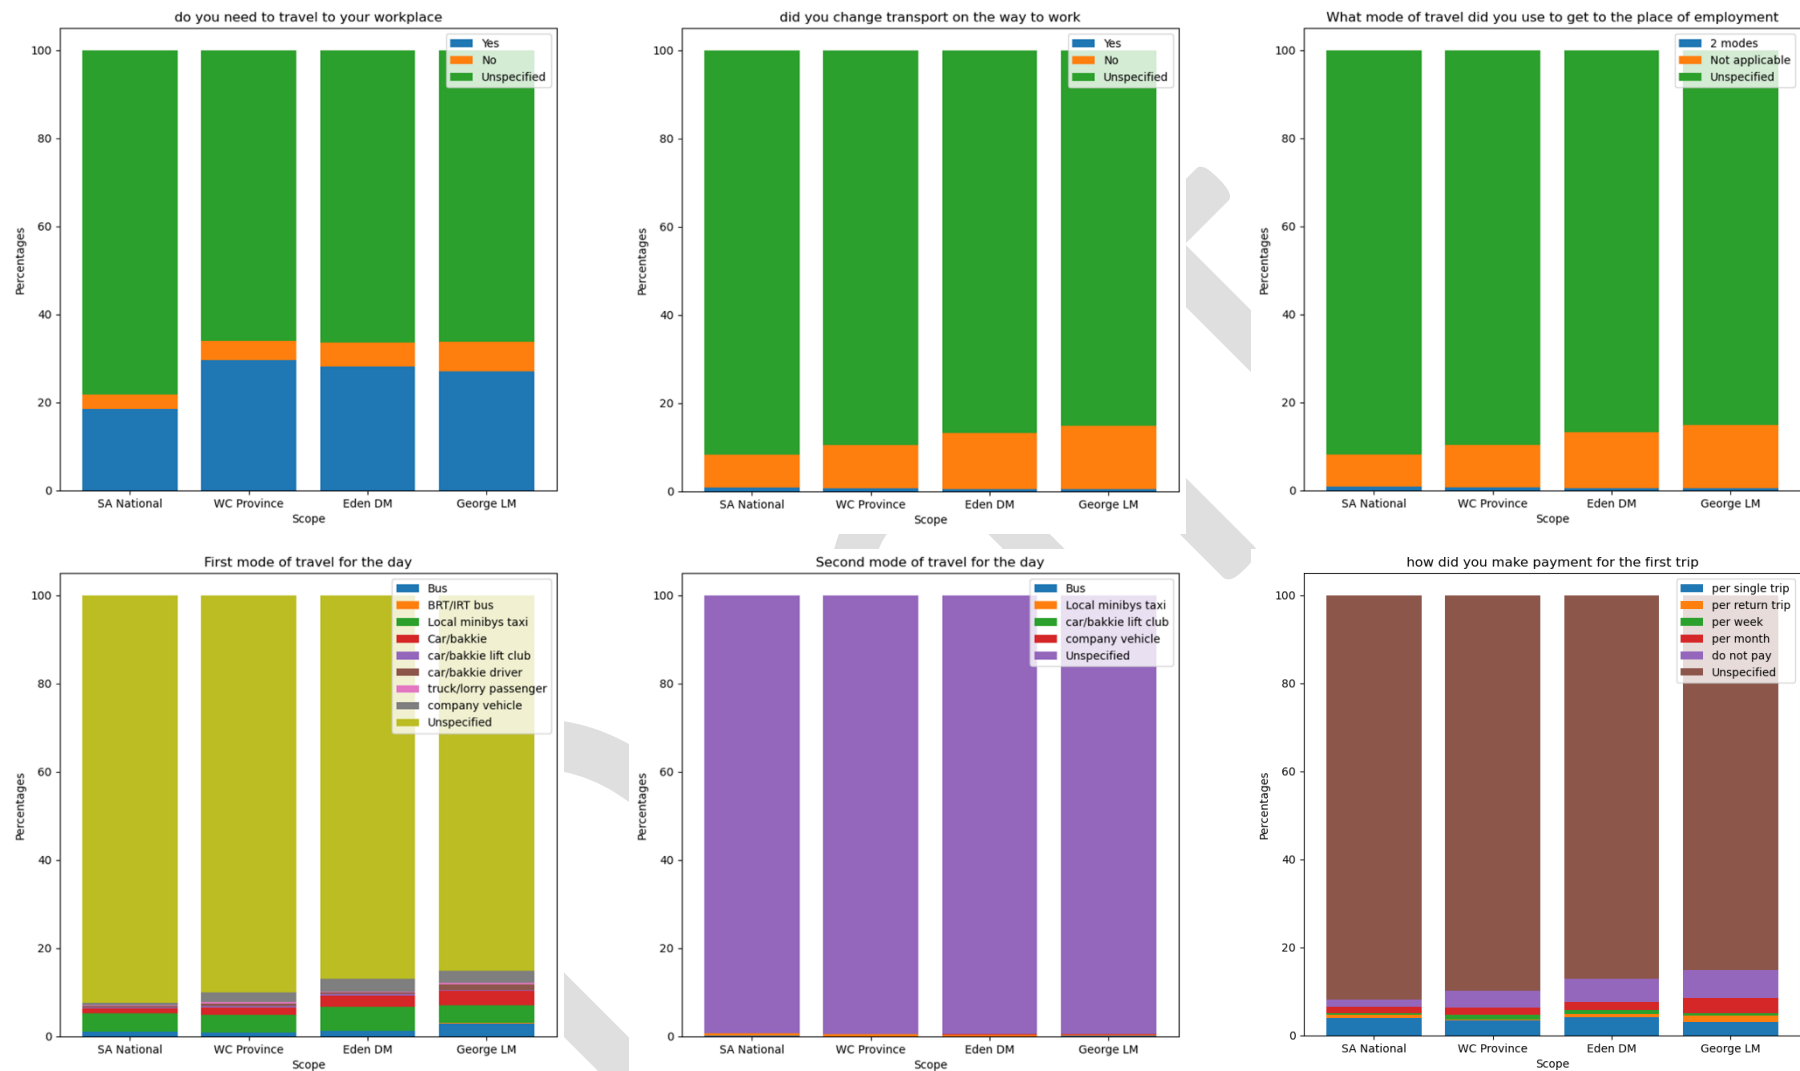 do you need to travel to your workplace
100
80
60
40
20
0
Percentages
Yes
No
Unspecified
SA National WC Province Eden DM George LM
Scope
did you change transport on the way to work
100
80
60
40
20
0
Percentages
Yes
No
Unspecified
SA National WC Province Eden DM George LM
Scope
What mode of travel did you use to get to the place of employment
100
80
60
40
20
0
Percentages
2 modes
Not applicable
Unspecified
SA National WC Province Eden DM George LM
Scope
First mode of travel for the day
100
80
60
40
20
0
Percentages
Bus
BRT/IRT bus
Local minibys taxi
Car/bakkie
car/bakkie lift club
car/bakkie driver
truck/lorry passenger
company vehicle
Unspecified
SA National WC Province Eden DM George LM
Scope
Second mode of travel for the day
100
80
60
40
20
0
Percentages
Bus
Local minibys taxi
car/bakkie lift club
company vehicle
Unspecified
SA National WC Province Eden DM George LM
Scope
how did you make payment for the first trip
100
80
60
40
20
0
Percentages
per single trip
per return trip
per week
per month
do not pay
Unspecified
SA National WC Province Eden DM George LM
Scope